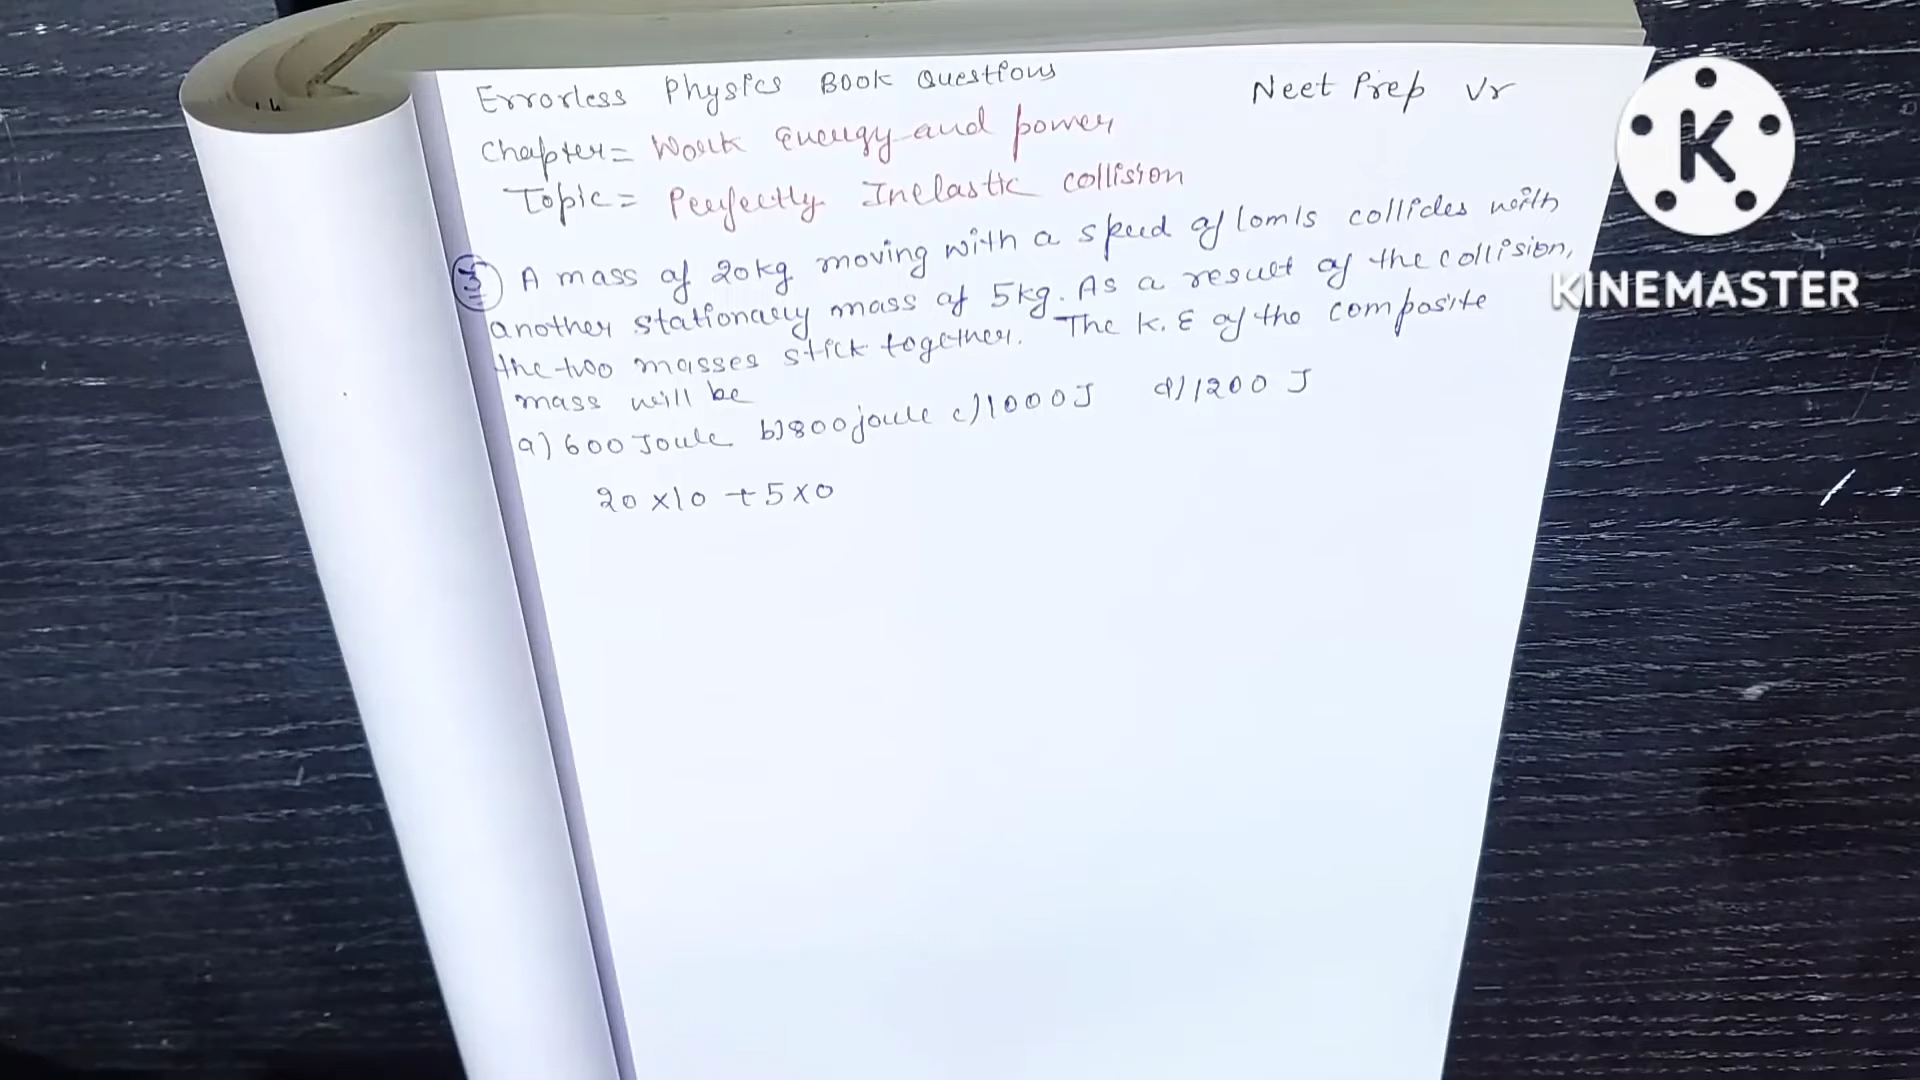 Errorless Physics Book Questions
Neet Prep Vr
Chapter = Work Energy and power
Topic = Perfectly Inelastic collision
5 A mass of 20kg moving with a speed of 10m/s collides with
another stationary mass of 5kg. As a result of the collision,
the two masses stick together. The K.E of the composite
mass will be
a) 600 Joule b) 800 joule c) 1000 J d) 1200 J
20 x 10 + 5 x 0
K
KINEMASTER